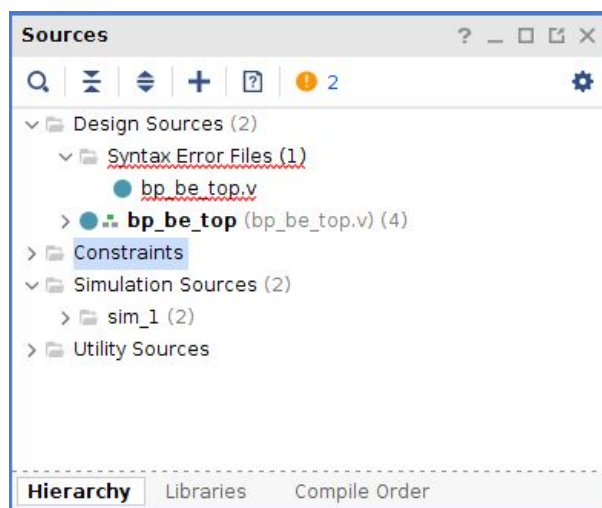 Sources
2
Design Sources (2)
Syntax Error Files (1)
bp_be_top.v
bp_be_top (bp_be_top.v) (4)
Constraints
Simulation Sources (2)
sim_1 (2)
Utility Sources
Hierarchy Libraries Compile Order